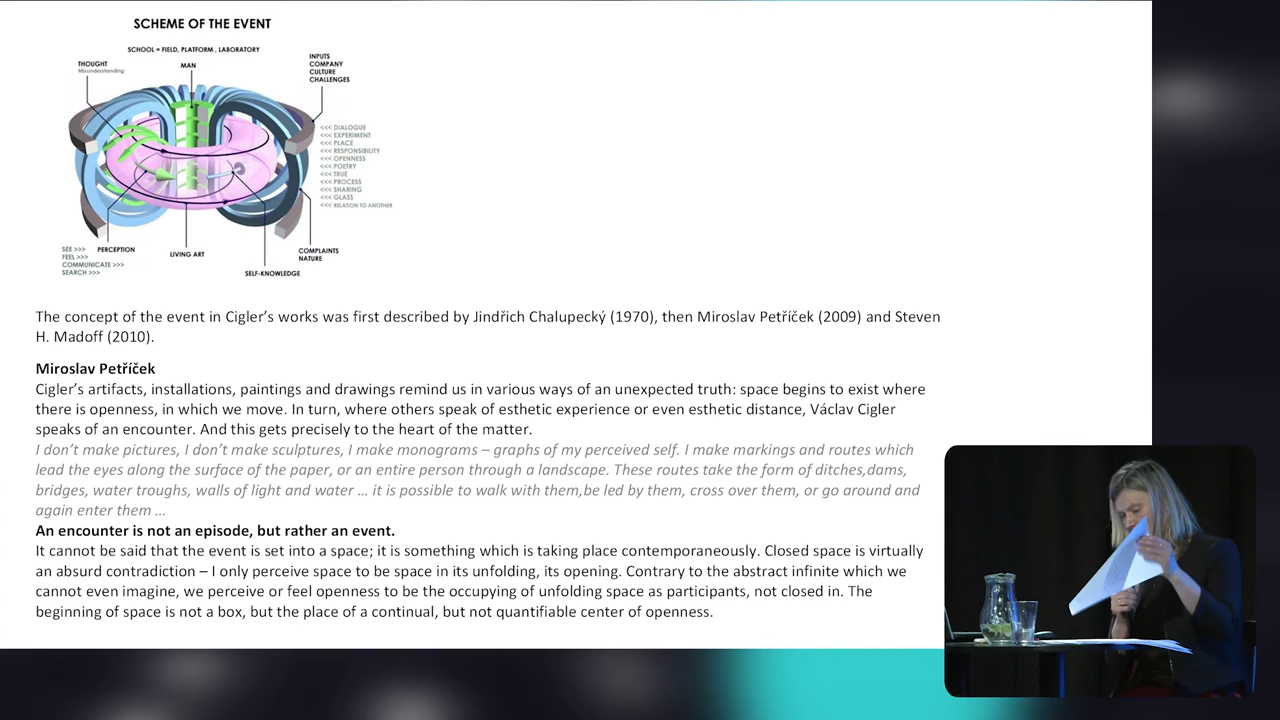 SCHEME OF THE EVENT
SCHOOL = FIELD, PLATFORM , LABORATORY
THOUGHT
Misunderstanding
MAN
INPUTS
COMPANY
CULTURE
CHALLENGES
<<< DIALOGUE
<<< EXPERIMENT
<<< PLACE
<<< RESPONSIBILITY
<<< OPENNESS
<<< POETRY
<<< TRUE
<<< PROCESS
<<< SHARING
<<< GLASS
<<< RELATION TO ANOTHER
SEE >>>
FEEL >>>
COMMUNICATE >>>
SEARCH >>>
PERCEPTION
LIVING ART
SELF-KNOWLEDGE
COMPLAINTS
NATURE
The concept of the event in Cigler’s works was first described by Jindřich Chalupecký (1970), then Miroslav Petříček (2009) and Steven
H. Madoff (2010).
Miroslav Petříček
Cigler’s artifacts, installations, paintings and drawings remind us in various ways of an unexpected truth: space begins to exist where
there is openness, in which we move. In turn, where others speak of esthetic experience or even esthetic distance, Václav Cigler
speaks of an encounter. And this gets precisely to the heart of the matter.
I don’t make pictures, I don’t make sculptures, I make monograms – graphs of my perceived self. I make markings and routes which
lead the eyes along the surface of the paper, or an entire person through a landscape. These routes take the form of ditches,dams,
bridges, water troughs, walls of light and water … it is possible to walk with them,be led by them, cross over them, or go around and
again enter them …
An encounter is not an episode, but rather an event.
It cannot be said that the event is set into a space; it is something which is taking place contemporaneously. Closed space is virtually
an absurd contradiction – I only perceive space to be space in its unfolding, its opening. Contrary to the abstract infinite which we
cannot even imagine, we perceive or feel openness to be the occupying of unfolding space as participants, not closed in. The
beginning of space is not a box, but the place of a continual, but not quantifiable center of openness.